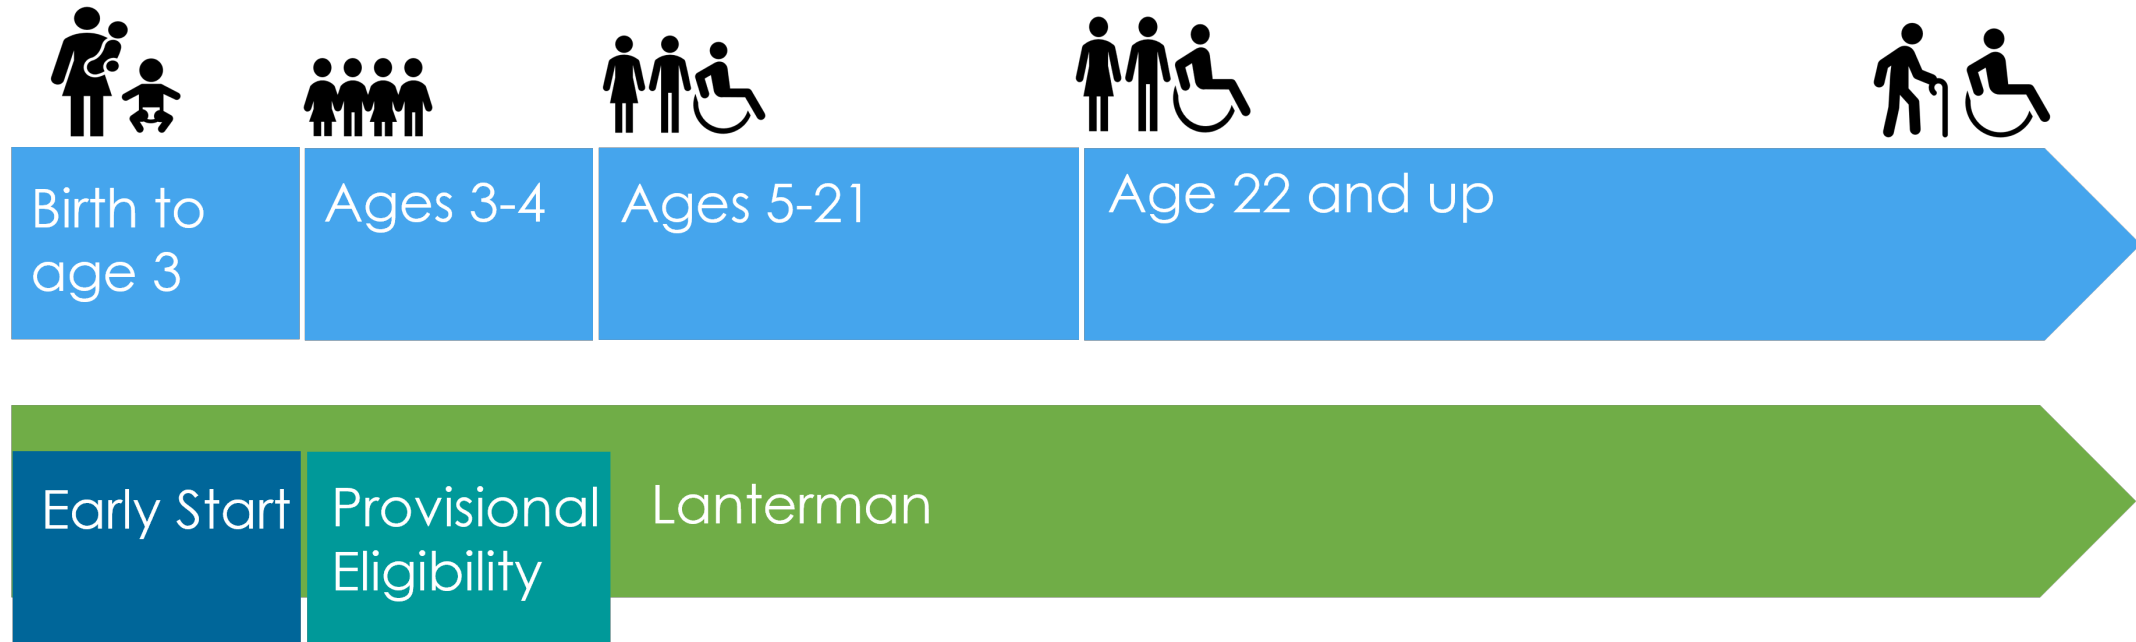 Birth to
age 3
Ages 3-4
Ages 5-21
Age 22 and up
Early Start
Provisional
Eligibility
Lanterman